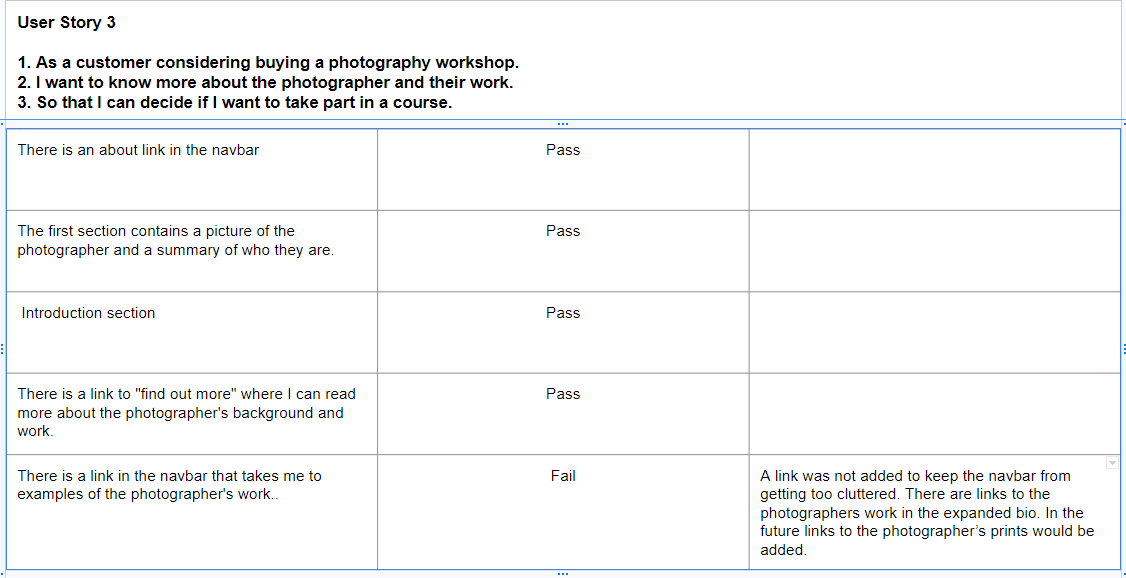 User Story 3
1. As a customer considering buying a photography workshop.
2. I want to know more about the photographer and their work.
3. So that I can decide if I want to take part in a course.
There is an about link in the navbar
Pass
The first section contains a picture of the
photographer and a summary of who they are.
Pass
Introduction section
Pass
There is a link to "find out more" where I can read
more about the photographer's background and
work.
Pass
There is a link in the navbar that takes me to
examples of the photographer's work..
Fail
A link was not added to keep the navbar from
getting too cluttered. There are links to the
photographers work in the expanded bio. In the
future links to the photographer’s prints would be
added.